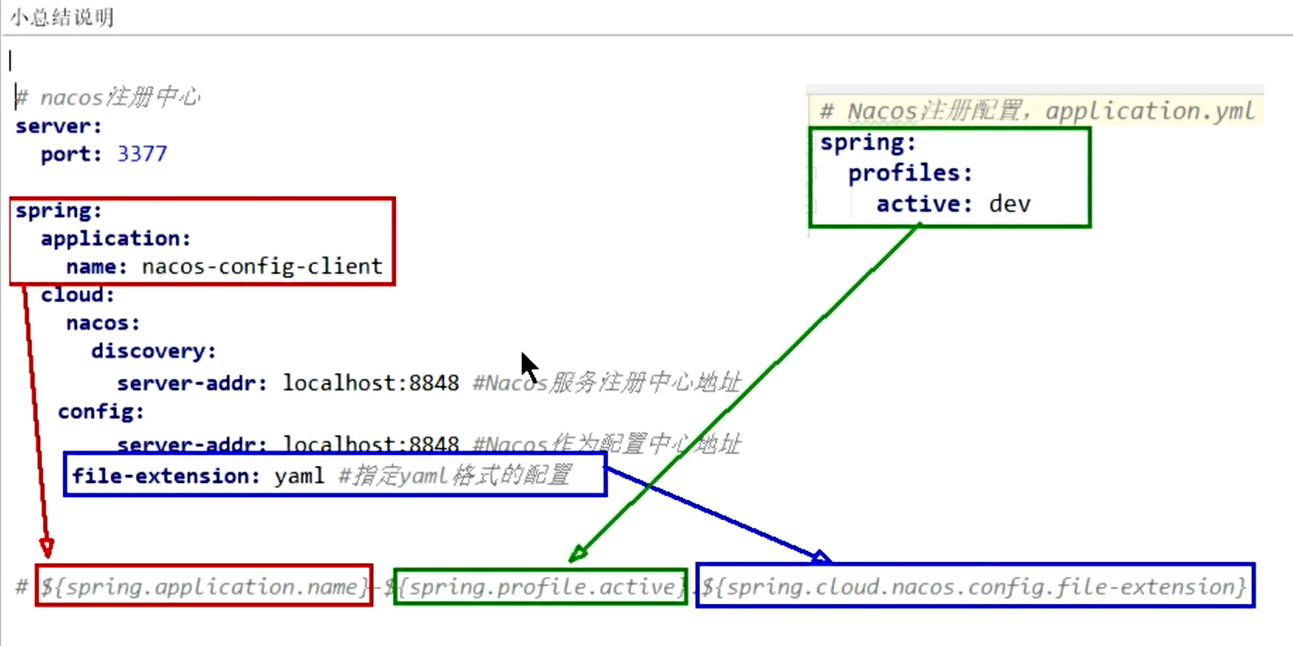 小总结说明
# nacos注册中心
server:
port: 3377
spring:
application:
name: nacos-config-client
cloud:
nacos:
discovery:
server-addr: localhost:8848 #Nacos服务注册中心地址
config:
server-addr: localhost:8848 #Nacos作为配置中心地址
file-extension: yaml #指定yaml格式的配置
# Nacos注册配置，application.yml
spring:
profiles:
active: dev
# ${spring.application.name}-${spring.profile.active}.${spring.cloud.nacos.config.file-extension}